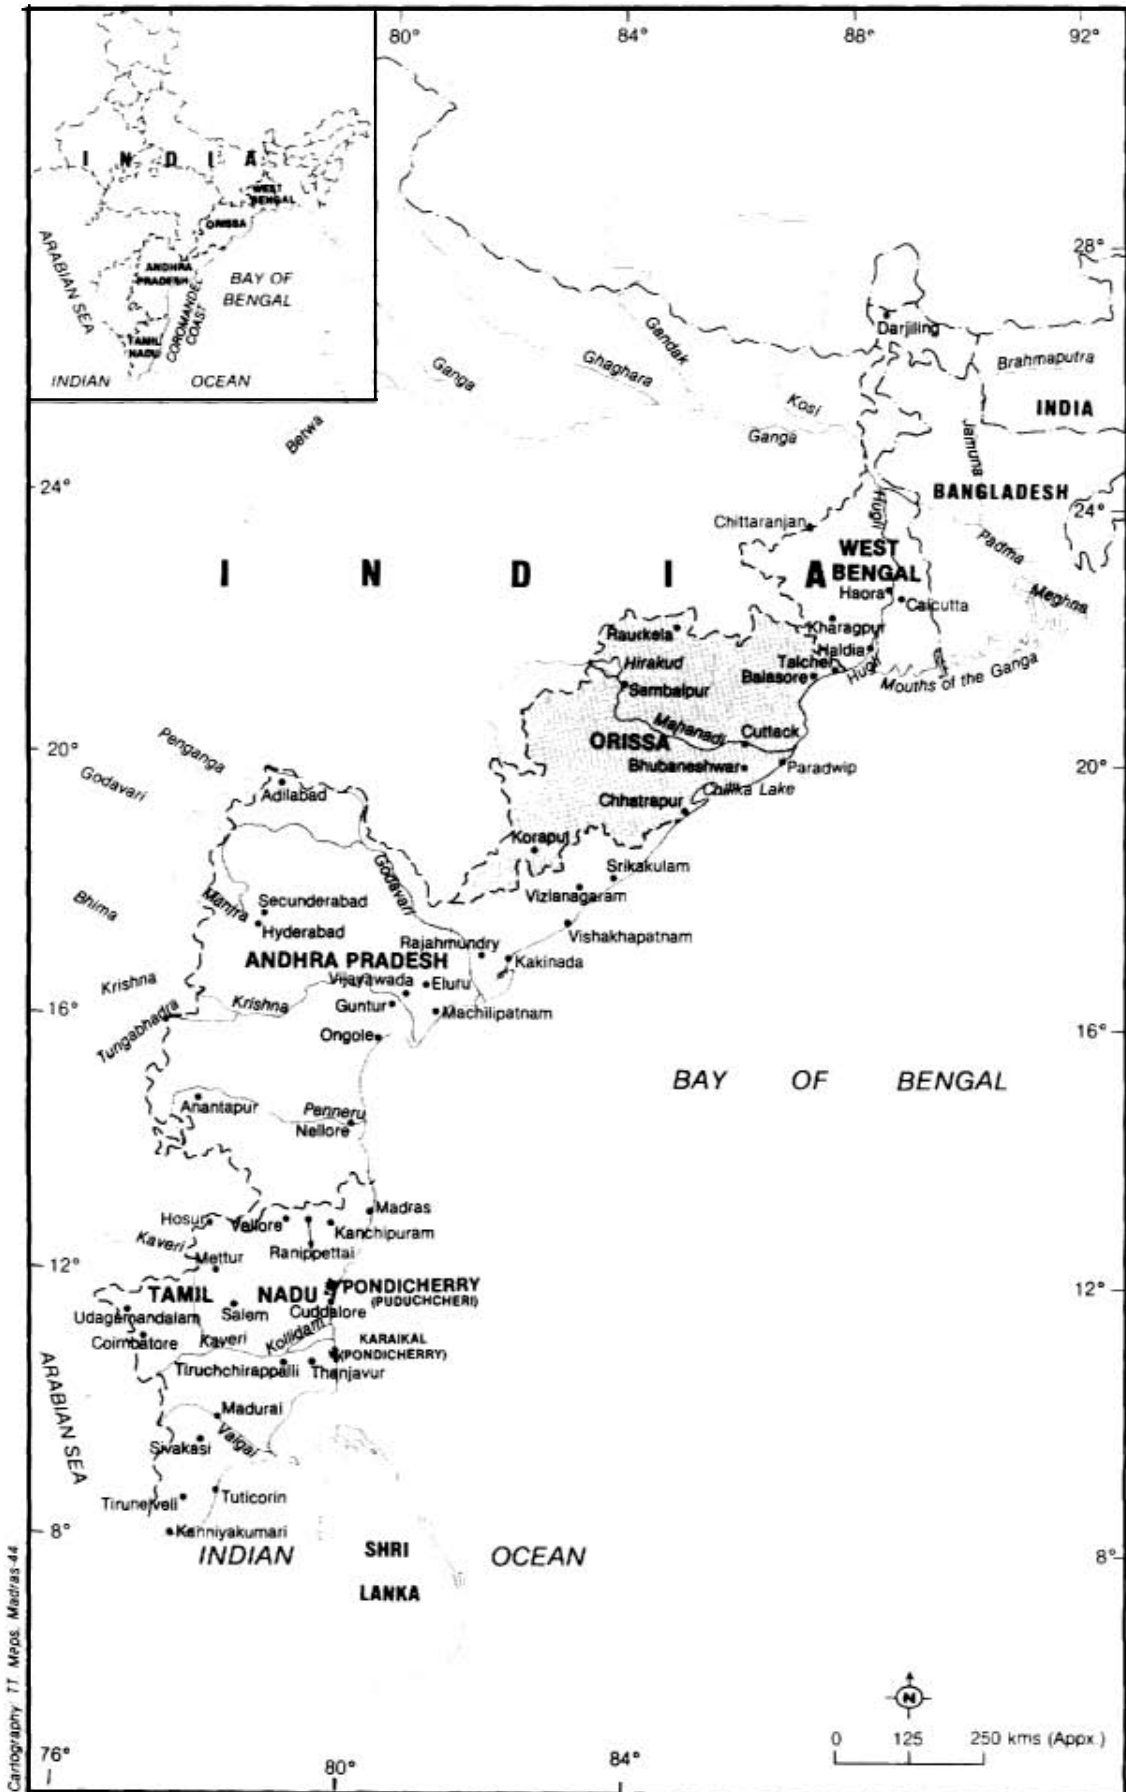 80°
84°
88°
92°
I N D I A
WEST
BENGAL
ORISSA
ANDHRA
PRADESH
ARABIAN SEA
BAY OF
BENGAL
COROMANDEL
COAST
TAMIL
NADU
INDIAN OCEAN
28°
Darjiling
Gandak
Ghaghara
Ganga
Brahmaputra
Kosi
INDIA
Betwa
Ganga
Jamuna
24°
BANGLADESH
24°
Hugli
Chittaranjan
Padma
WEST
BENGAL
I N D I A
Meghna
Haora
Calcutta
Kharagpur
Raurkela
Haldia
Hirakud
Talcher
Hugli
Balasore
Mouths of the Ganga
Sambalpur
Mahanadi
Cuttack
ORISSA
20°
Penganga
Bhubaneshwar
Paradwip
20°
Godavari
Adilabad
Chilika Lake
Chhatrapur
Koraput
Godavari
Srikakulam
Vizianagaram
Manjra
Secunderabad
Bhima
Hyderabad
Vishakhapatnam
Rajahmundry
ANDHRA PRADESH
Kakinada
Vijayawada
Eluru
Krishna
Krishna
Guntur
Machilipatnam
16°
Tungabhadra
Ongole
16°
BAY OF BENGAL
Anantapur
Penneru
Nellore
Madras
Hosur
Vellore
Kanchipuram
Kaveri
Ranippettai
Mettur
12°
PONDICHERRY
(PUDUCHCHERI)
12°
TAMIL NADU
Udagamandalam
Salem
Cuddalore
Coimbatore
Kaveri
Kollidam
KARAIKAL
(PONDICHERRY)
Tiruchchirappalli
Thanjavur
ARABIAN SEA
Madurai
Vaigai
Sivakasi
Tirunelveli
Tuticorin
8°
Kanniyakumari
INDIAN OCEAN
SHRI
LANKA
8°
N
0 125 250 kms (Appx.)
76°
80°
84°
Cartography: TT. Maps, Madras-44